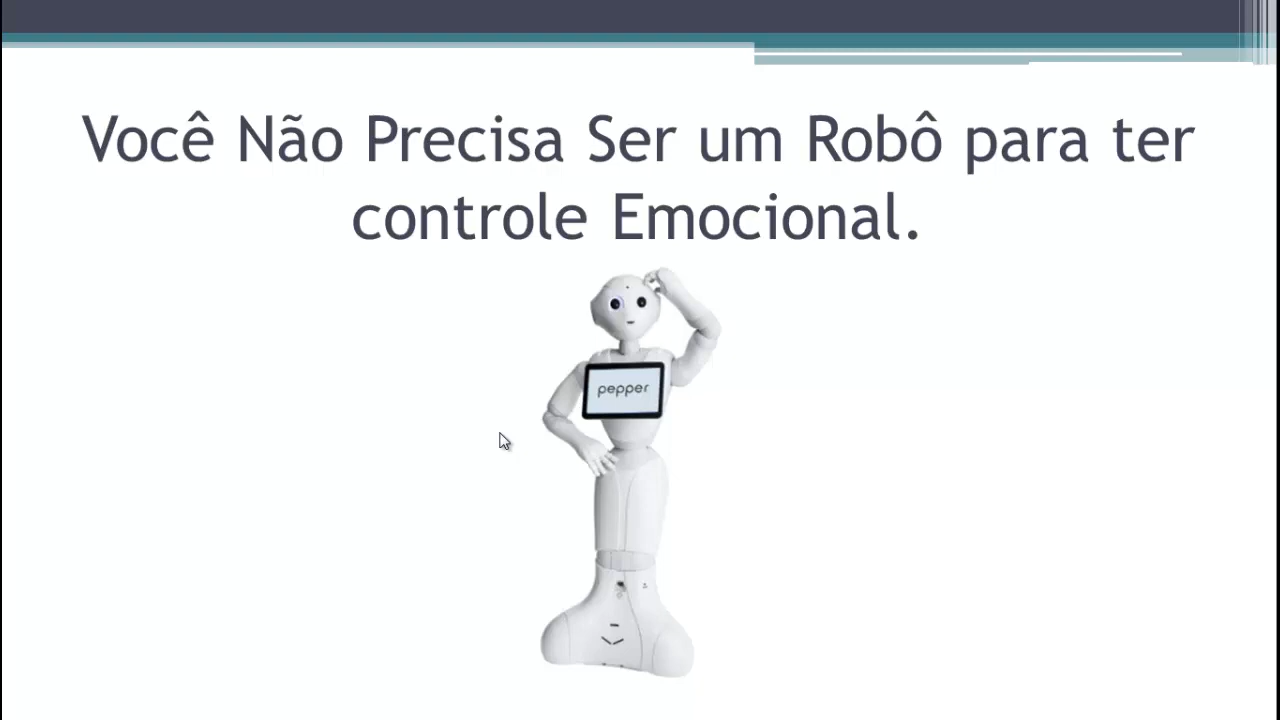 Você Não Precisa Ser um Robô para ter
controle Emocional.
pepper